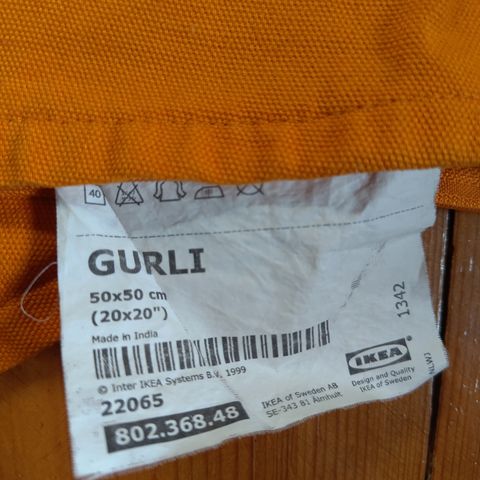 40
GURLI
50x50 cm
(20x20")
Made in India
© Inter IKEA Systems B.V. 1999
22065
802.368.48
IKEA of Sweden AB
SE-343 81 Älmhult
1342
IKEA
Design and Quality
IKEA of Sweden